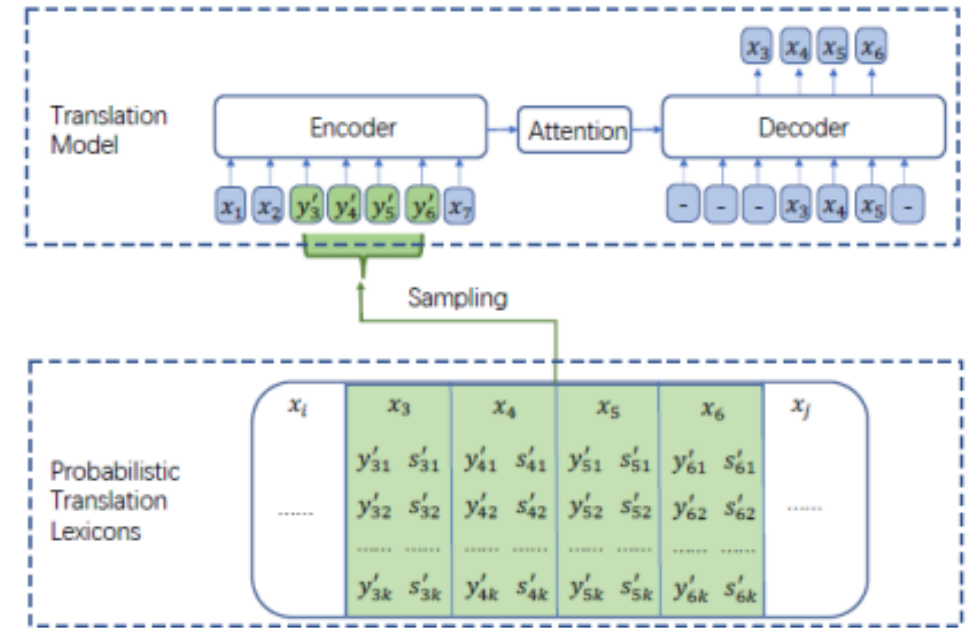 x₃ x₄ x₅ x₆
Translation
Model
Encoder
Attention
Decoder
x₁ x₂ y′₃ y′₄ y′₅ y′₆ x₇
- - - x₃ x₄ x₅ -
Sampling
Probabilistic
Translation
Lexicons
xᵢ x₃ x₄ x₅ x₆ xⱼ
y′₃₁ s′₃₁ y′₄₁ s′₄₁ y′₅₁ s′₅₁ y′₆₁ s′₆₁
...... y′₃₂ s′₃₂ y′₄₂ s′₄₂ y′₅₂ s′₅₂ y′₆₂ s′₆₂ ......
...... ...... ...... ...... ...... ...... ...... ......
y′₃ₖ s′₃ₖ y′₄ₖ s′₄ₖ y′₅ₖ s′₅ₖ y′₆ₖ s′₆ₖ